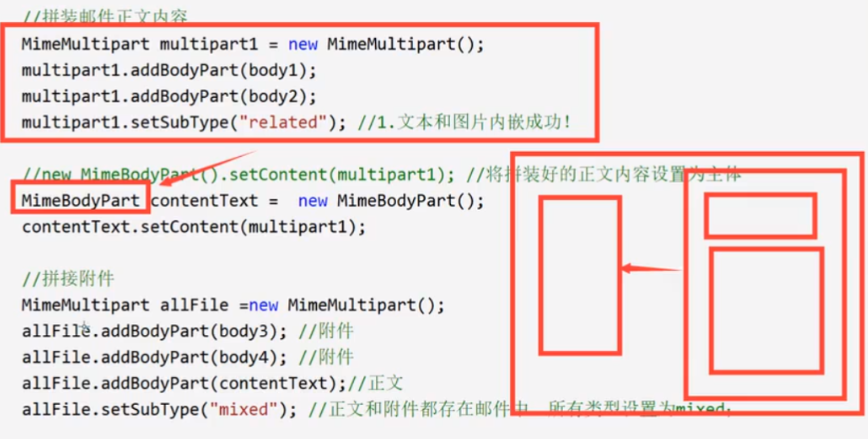 //拼装邮件正文内容
MimeMultipart multipart1 = new MimeMultipart();
multipart1.addBodyPart(body1);
multipart1.addBodyPart(body2);
multipart1.setSubType("related"); //1.文本和图片内嵌成功!
//new MimeBodyPart().setContent(multipart1); //将拼装好的正文内容设置为主体
MimeBodyPart contentText =  new MimeBodyPart();
contentText.setContent(multipart1);
//拼接附件
MimeMultipart allFile =new MimeMultipart();
allFile.addBodyPart(body3); //附件
allFile.addBodyPart(body4); //附件
allFile.addBodyPart(contentText);//正文
allFile.setSubType("mixed"); //正文和附件都存在邮件中，所有类型设置为mixed;